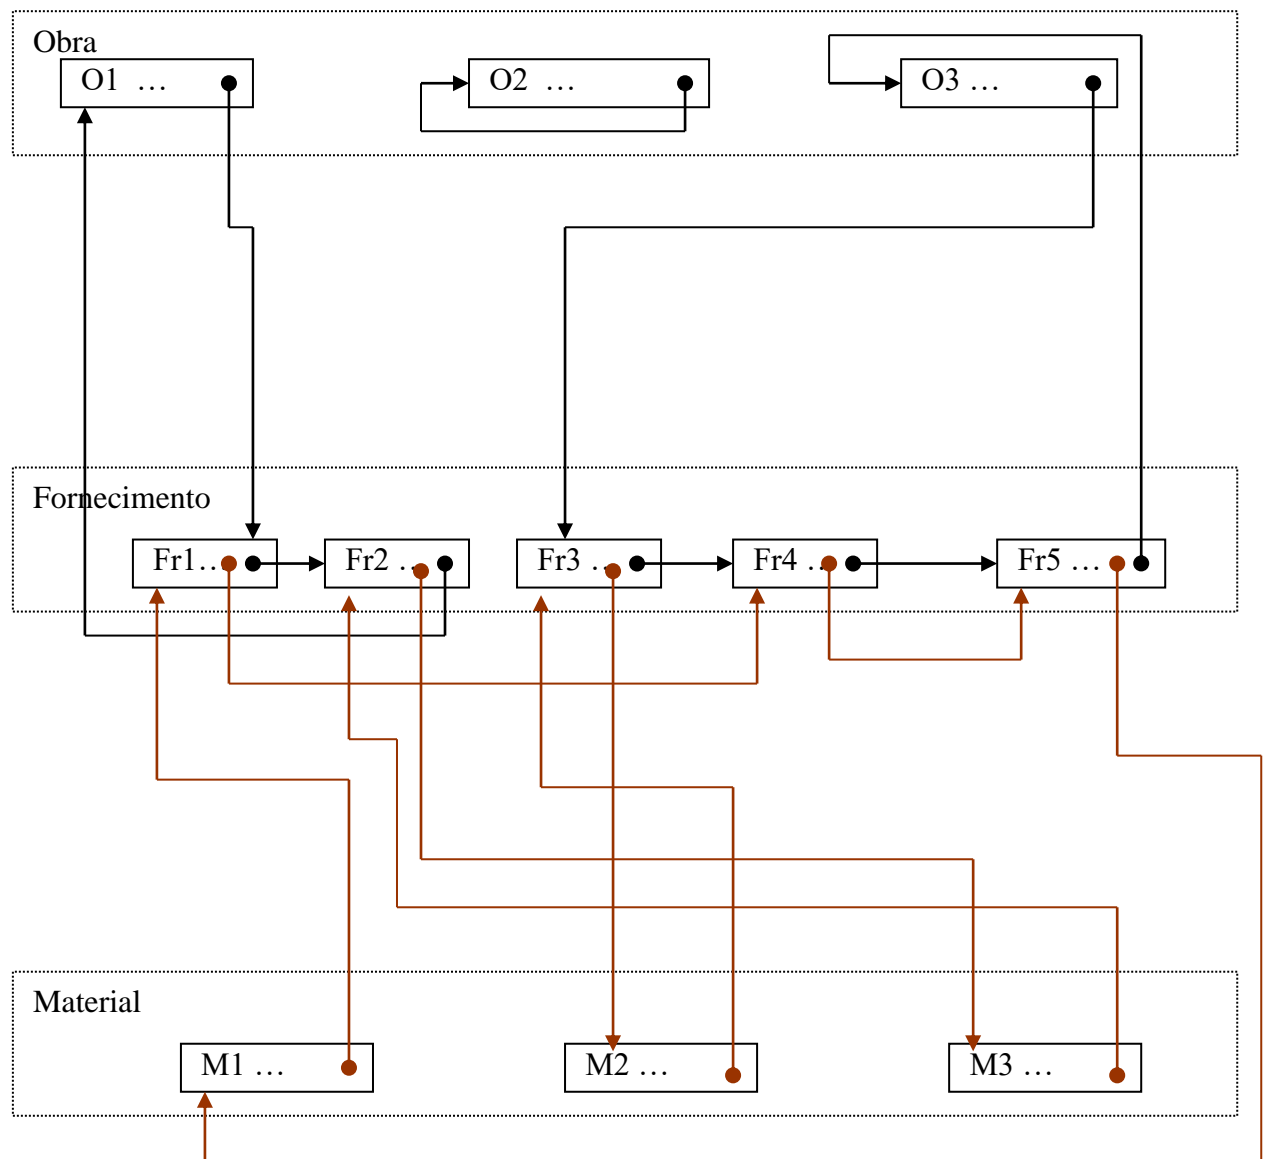 Obra
O1 …
O2 …
O3 …
Fornecimento
Fr1…
Fr2 …
Fr3 …
Fr4 …
Fr5 …
Material
M1 …
M2 …
M3 …